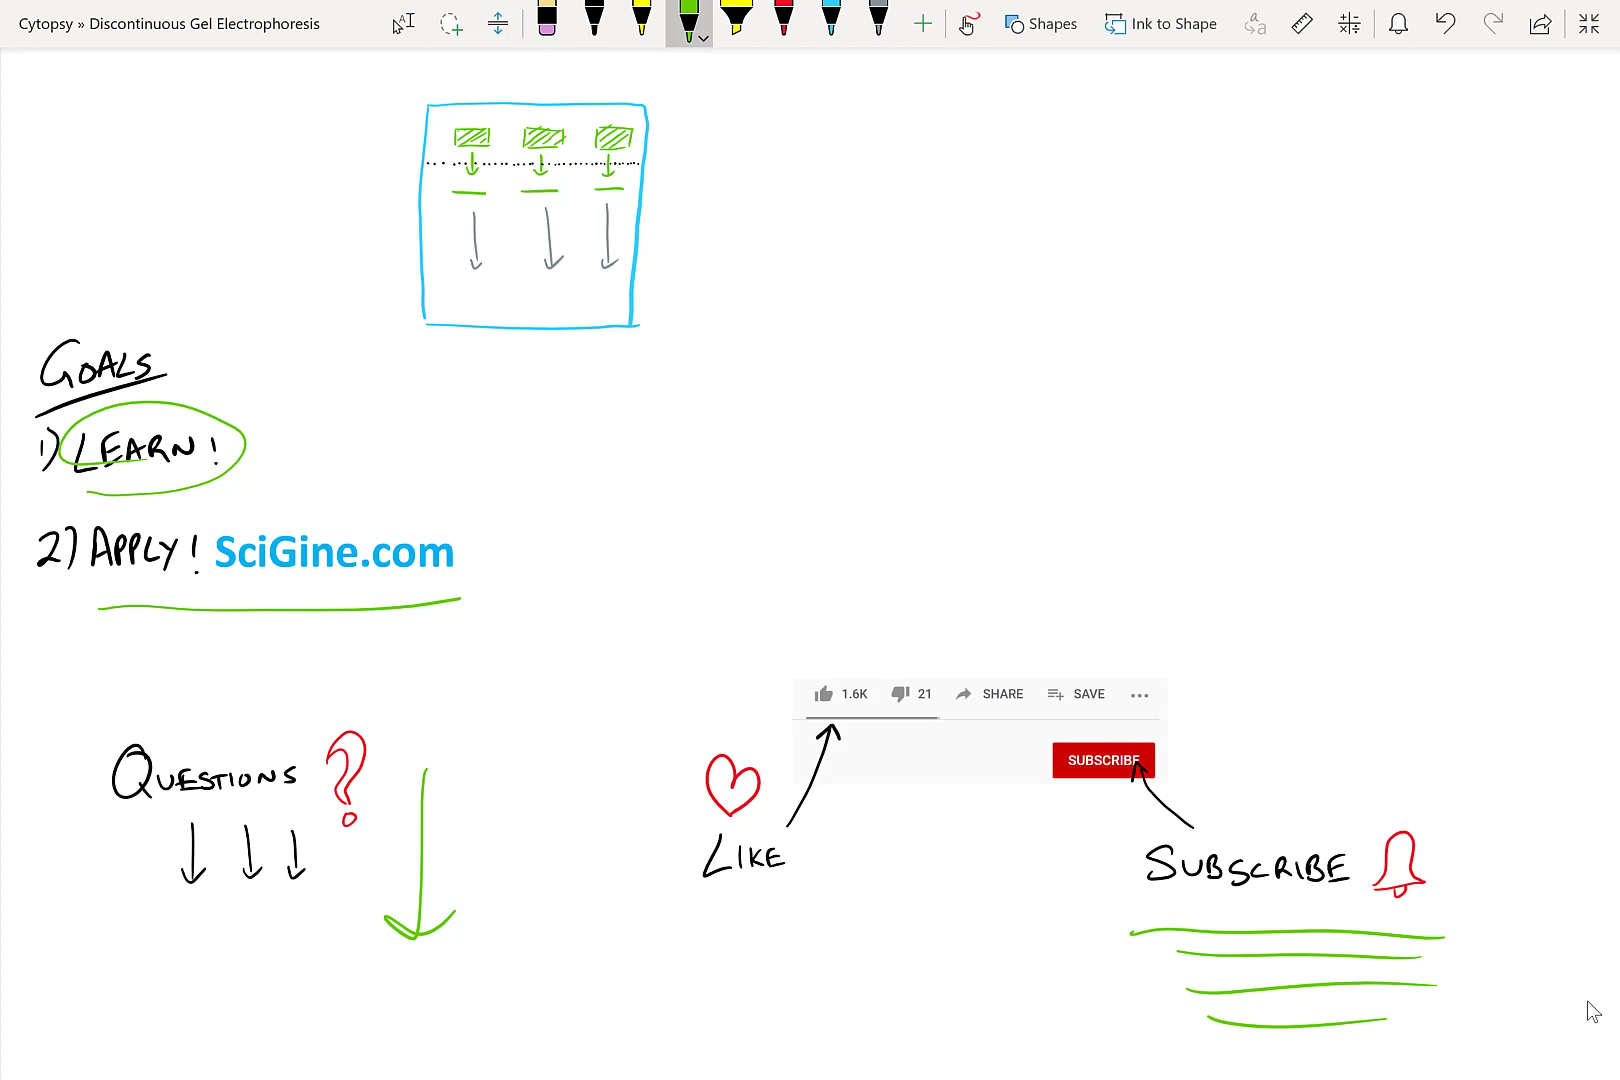 Cytopsy » Discontinuous Gel Electrophoresis
Shapes
Ink to Shape
GOALS
1) LEARN!
2) APPLY! SciGine.com
1.6K 21 SHARE SAVE
SUBSCRIBE
QUESTIONS ?
LIKE
SUBSCRIBE